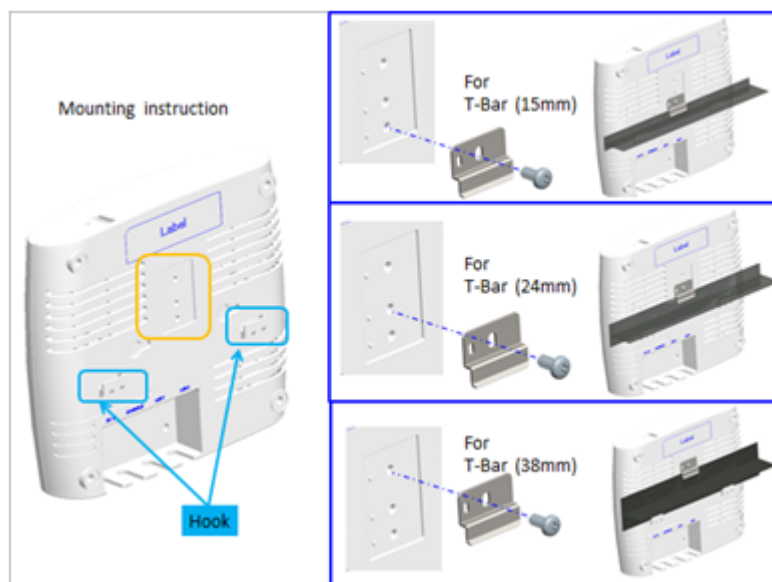 Mounting instruction
Label
Hook
For
T-Bar (15mm)
Label
For
T-Bar (24mm)
Label
For
T-Bar (38mm)
Label